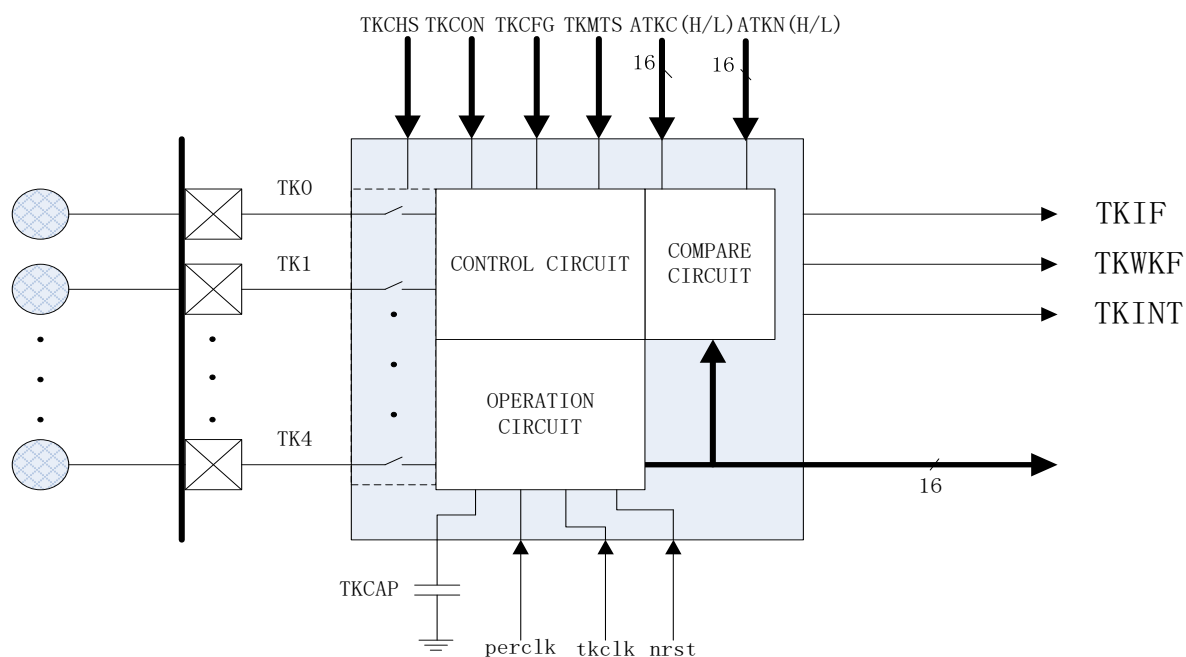 TKCHS TKCON TKCFG TKMTS ATKC(H/L) ATKN(H/L)
16 16
TK0
TKIF
CONTROL CIRCUIT
COMPARE
CIRCUIT
TK1
TKWKF
TKINT
OPERATION
CIRCUIT
TK4
16
TKCAP
perclk tkclk nrst